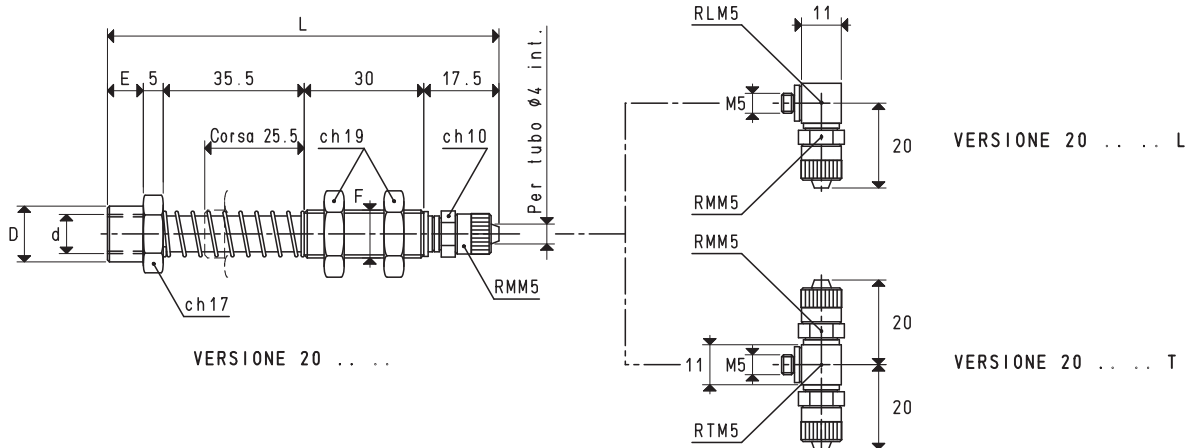 L
E 5 35.5 30 17.5
Per tubo ø4 int.
Corsa 25.5
ch19
ch10
D
d
F
ch17
RMM5
VERSIONE 20 .. ..
RLM5
11
M5
20
RMM5
VERSIONE 20 .. .. L
RMM5
20
11
M5
VERSIONE 20 .. .. T
20
RTM5